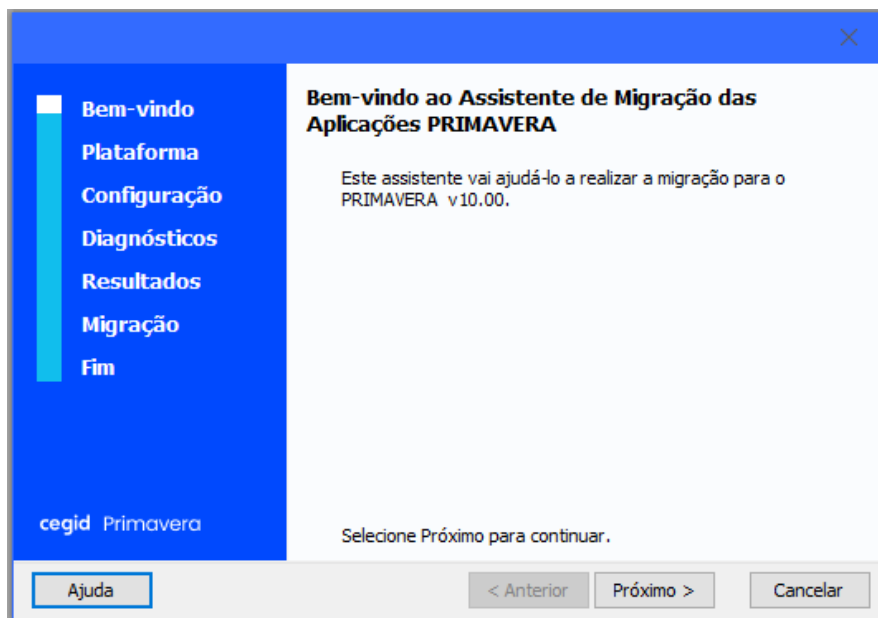 Bem-vindo
Plataforma
Configuração
Diagnósticos
Resultados
Migração
Fim
cegid Primavera
Bem-vindo ao Assistente de Migração das
Aplicações PRIMAVERA
Este assistente vai ajudá-lo a realizar a migração para o
PRIMAVERA v10.00.
Selecione Próximo para continuar.
Ajuda
< Anterior
Próximo >
Cancelar